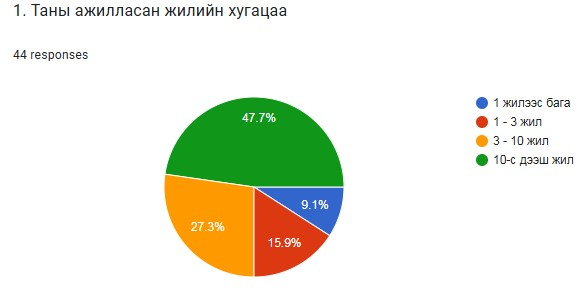 1. Таны ажилласан жилийн хугацаа
44 responses
47.7%
9.1%
27.3%
15.9%
1 жилээс бага
1 - 3 жил
3 - 10 жил
10-с дээш жил